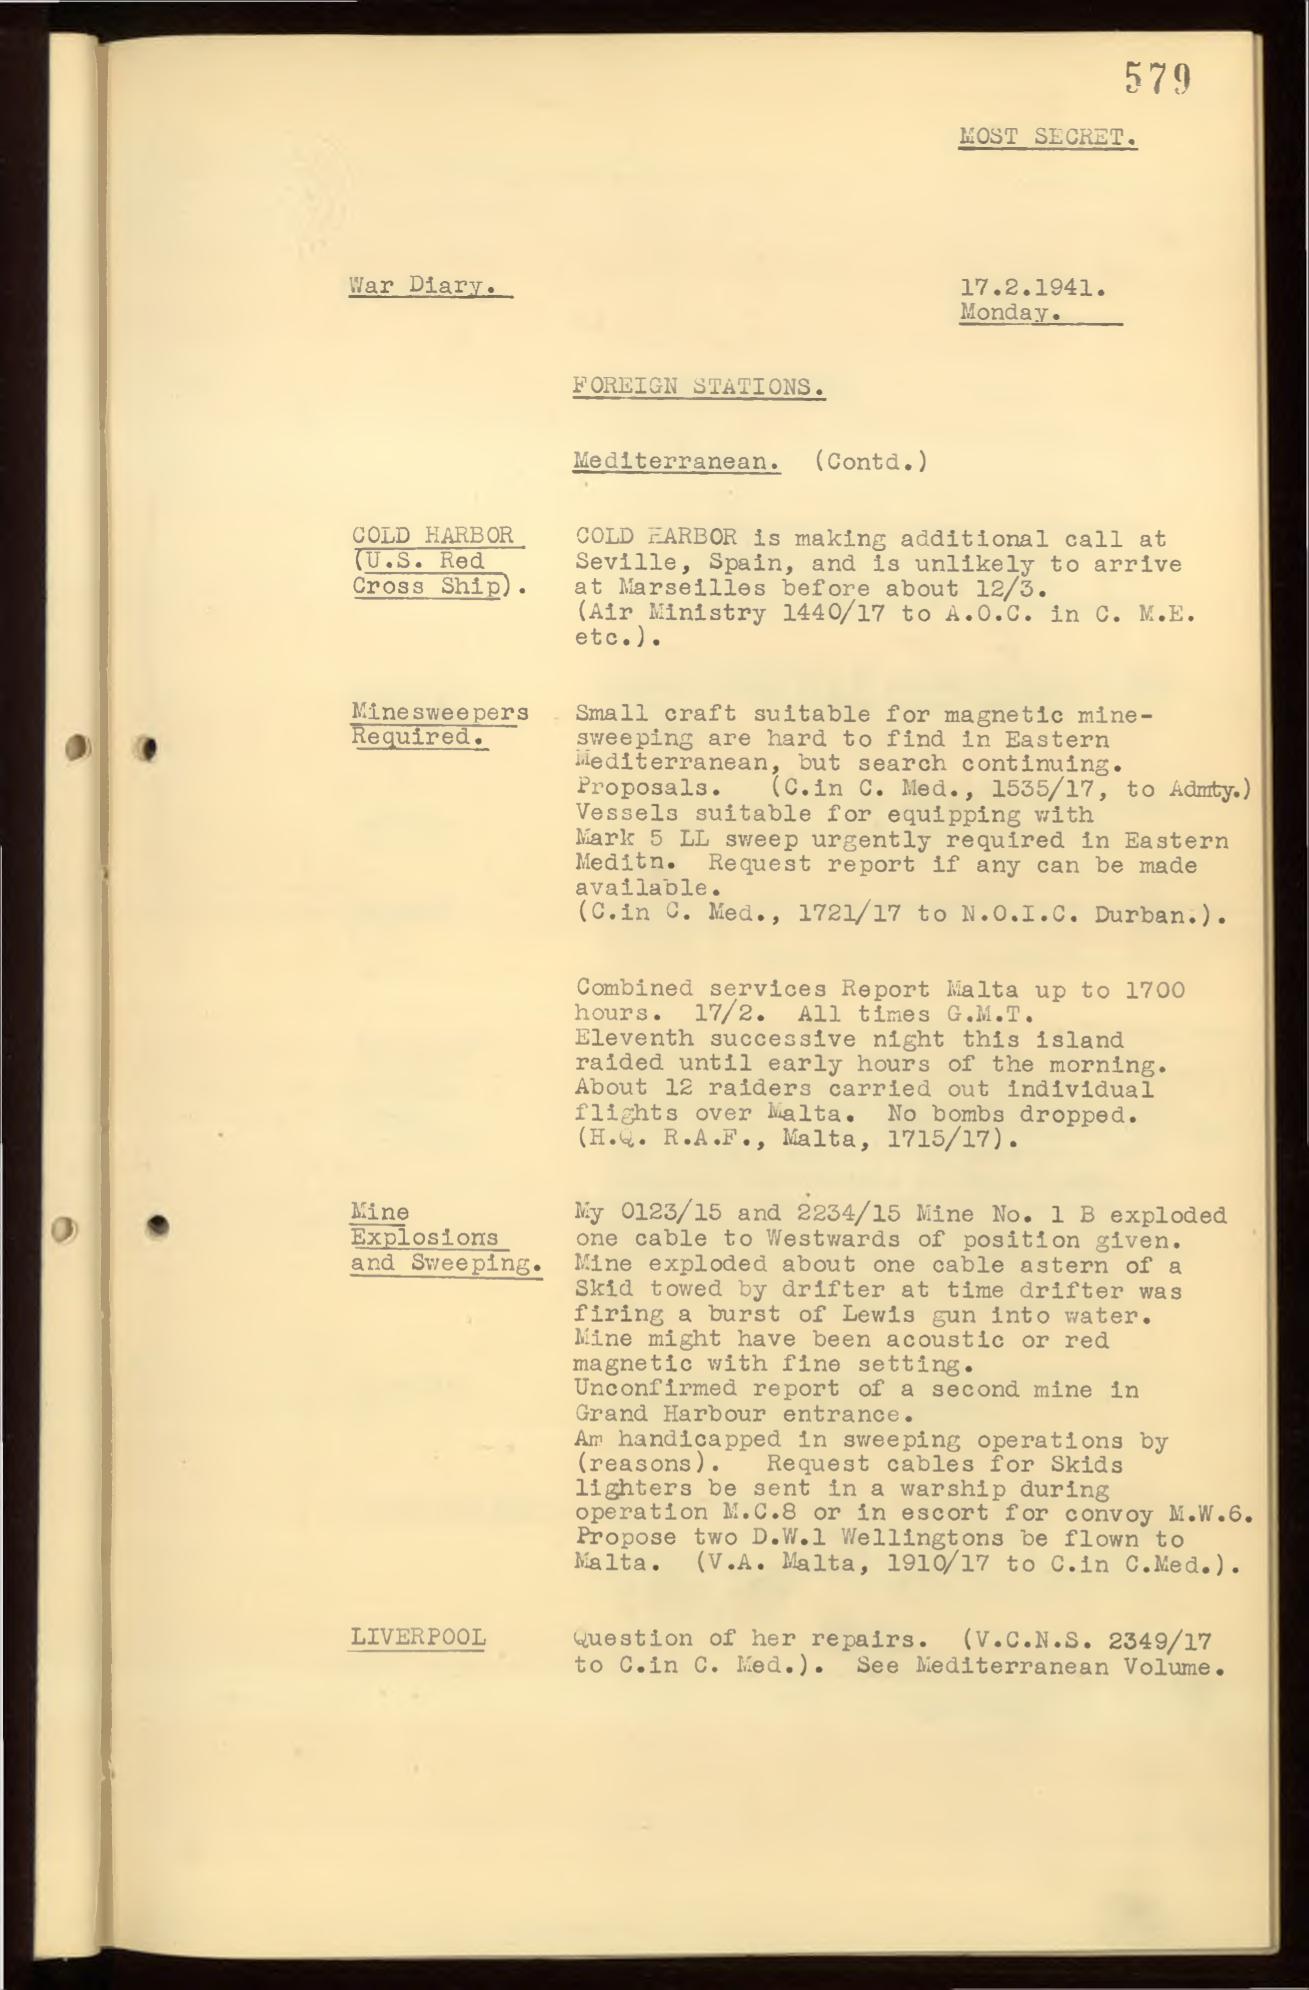 579
MOST SECRET.
War Diary.
17.2.1941.
Monday.
FOREIGN STATIONS.
Mediterranean. (Contd.)
COLD HARBOR
(U.S. Red
Cross Ship).
COLD HARBOR is making additional call at
Seville, Spain, and is unlikely to arrive
at Marseilles before about 12/3.
(Air Ministry 1440/17 to A.O.C. in C. M.E.
etc.).
Minesweepers
Required.
Small craft suitable for magnetic mine-
sweeping are hard to find in Eastern
Mediterranean, but search continuing.
Proposals. (C.in C. Med., 1535/17, to Admty.)
Vessels suitable for equipping with
Mark 5 LL sweep urgently required in Eastern
Meditn. Request report if any can be made
available.
(C.in C. Med., 1721/17 to N.O.I.C. Durban.).
Combined services Report Malta up to 1700
hours. 17/2. All times G.M.T.
Eleventh successive night this island
raided until early hours of the morning.
About 12 raiders carried out individual
flights over Malta. No bombs dropped.
(H.Q. R.A.F., Malta, 1715/17).
Mine
Explosions
and Sweeping.
My 0123/15 and 2234/15 Mine No. 1 B exploded
one cable to Westwards of position given.
Mine exploded about one cable astern of a
Skid towed by drifter at time drifter was
firing a burst of Lewis gun into water.
Mine might have been acoustic or red
magnetic with fine setting.
Unconfirmed report of a second mine in
Grand Harbour entrance.
Am handicapped in sweeping operations by
(reasons). Request cables for Skids
lighters be sent in a warship during
operation M.C.8 or in escort for convoy M.W.6.
Propose two D.W.1 Wellingtons be flown to
Malta. (V.A. Malta, 1910/17 to C.in C.Med.).
LIVERPOOL
Question of her repairs. (V.C.N.S. 2349/17
to C.in C. Med.). See Mediterranean Volume.